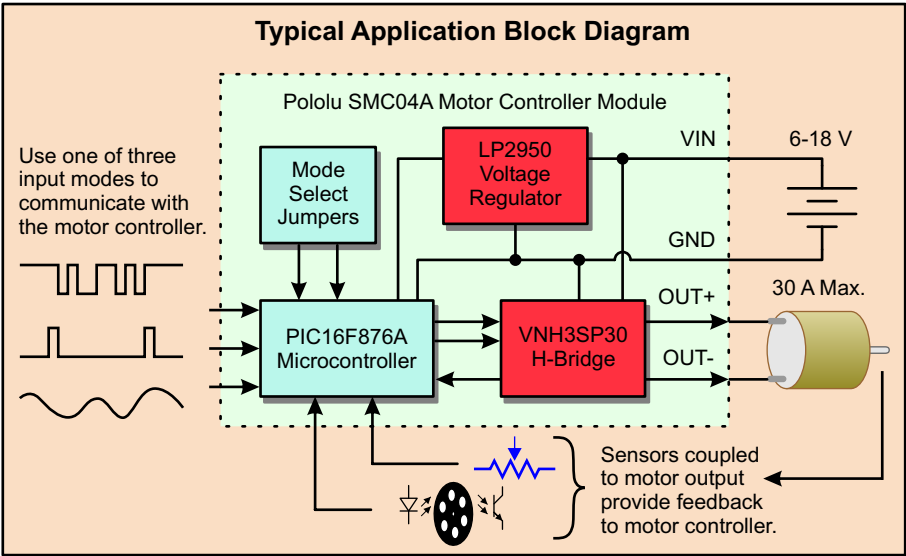 Typical Application Block Diagram
Pololu SMC04A Motor Controller Module
Use one of three
input modes to
communicate with
the motor controller.
Mode
Select
Jumpers
LP2950
Voltage
Regulator
VIN
6-18 V
GND
PIC16F876A
Microcontroller
VNH3SP30
H-Bridge
OUT+
OUT-
30 A Max.
Sensors coupled
to motor output
provide feedback
to motor controller.